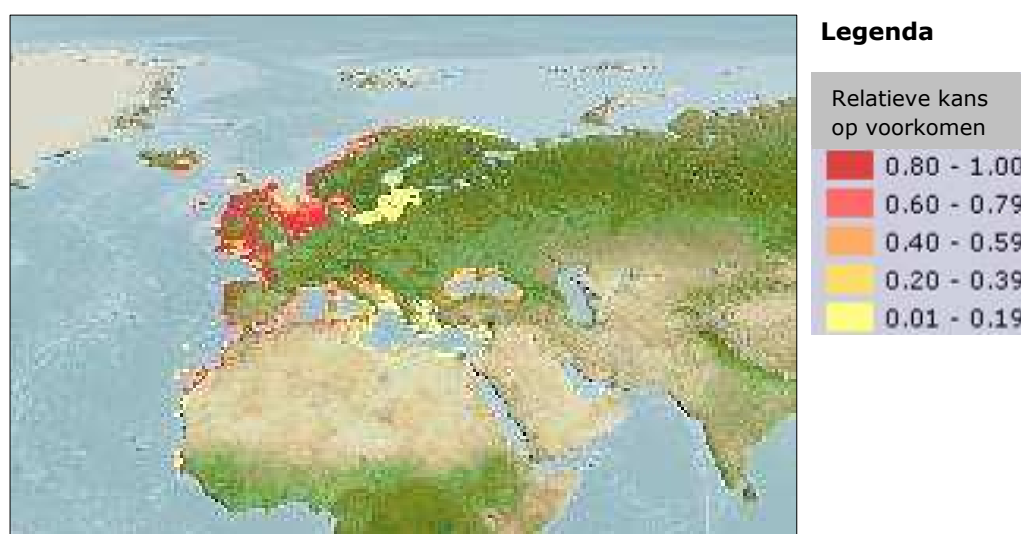 Legenda
Relatieve kans
op voorkomen
0.80 - 1.00
0.60 - 0.79
0.40 - 0.59
0.20 - 0.39
0.01 - 0.19